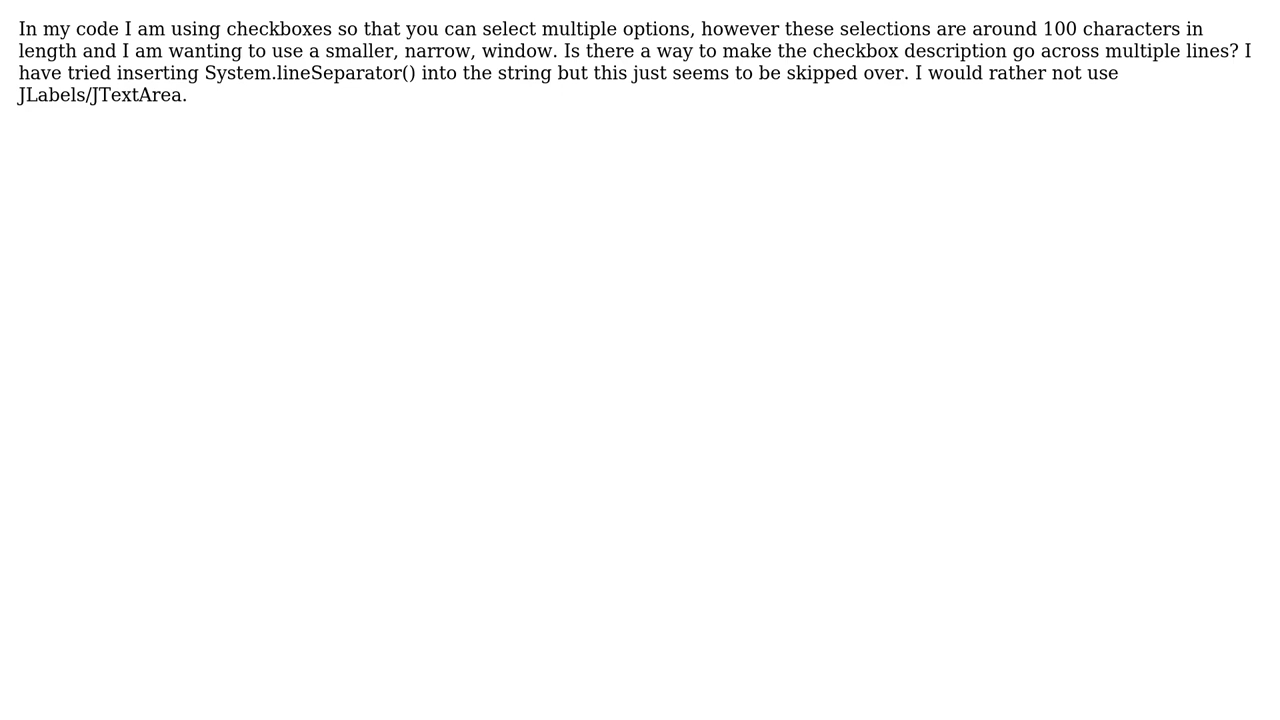 In my code I am using checkboxes so that you can select multiple options, however these selections are around 100 characters in
length and I am wanting to use a smaller, narrow, window. Is there a way to make the checkbox description go across multiple lines? I
have tried inserting System.lineSeparator() into the string but this just seems to be skipped over. I would rather not use
JLabels/JTextArea.